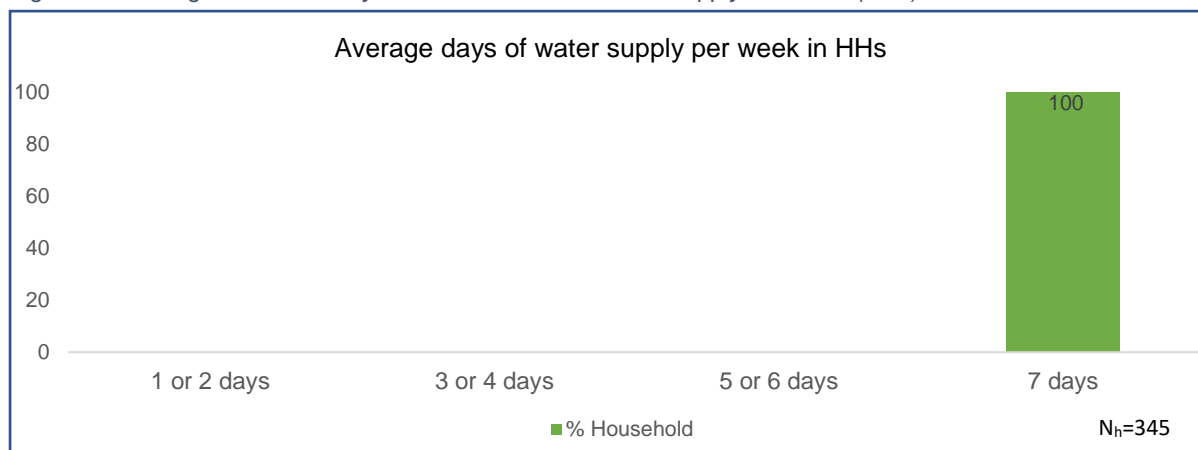 Average days of water supply per week in HHs
100
100
80
60
40
20
0
1 or 2 days
3 or 4 days
5 or 6 days
7 days
% Household
Nₕ=345